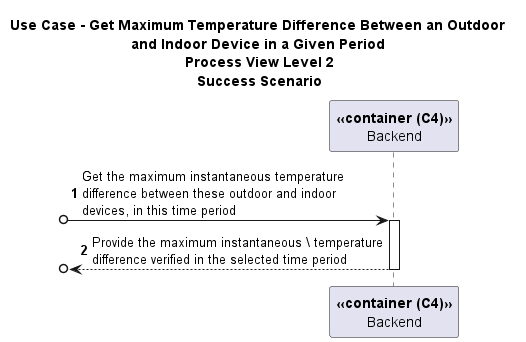 Use Case - Get Maximum Temperature Difference Between an Outdoor
and Indoor Device in a Given Period
Process View Level 2
Success Scenario
«container (C4)»
Backend
1 Get the maximum instantaneous temperature
difference between these outdoor and indoor
devices, in this time period
2 Provide the maximum instantaneous \ temperature
difference verified in the selected time period
«container (C4)»
Backend